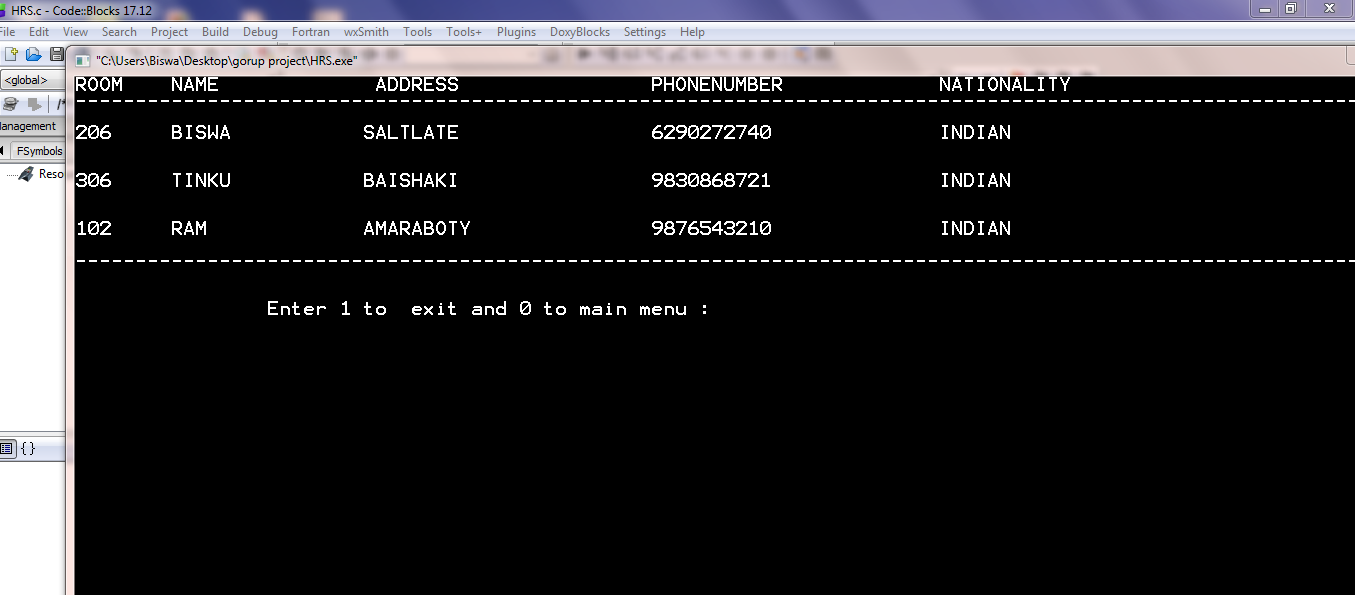 HRS.c - Code::Blocks 17.12
File Edit View Search Project Build Debug Fortran wxSmith Tools Tools+ Plugins DoxyBlocks Settings Help
"C:\Users\Biswa\Desktop\gorup project\HRS.exe"
<global>
anagement
FSymbols
Reso
ROOM NAME ADDRESS PHONENUMBER NATIONALITY
206 BISWA SALTLATE 6290272740 INDIAN
306 TINKU BAISHAKI 9830868721 INDIAN
102 RAM AMARABOTY 9876543210 INDIAN
Enter 1 to  exit and 0 to main menu :